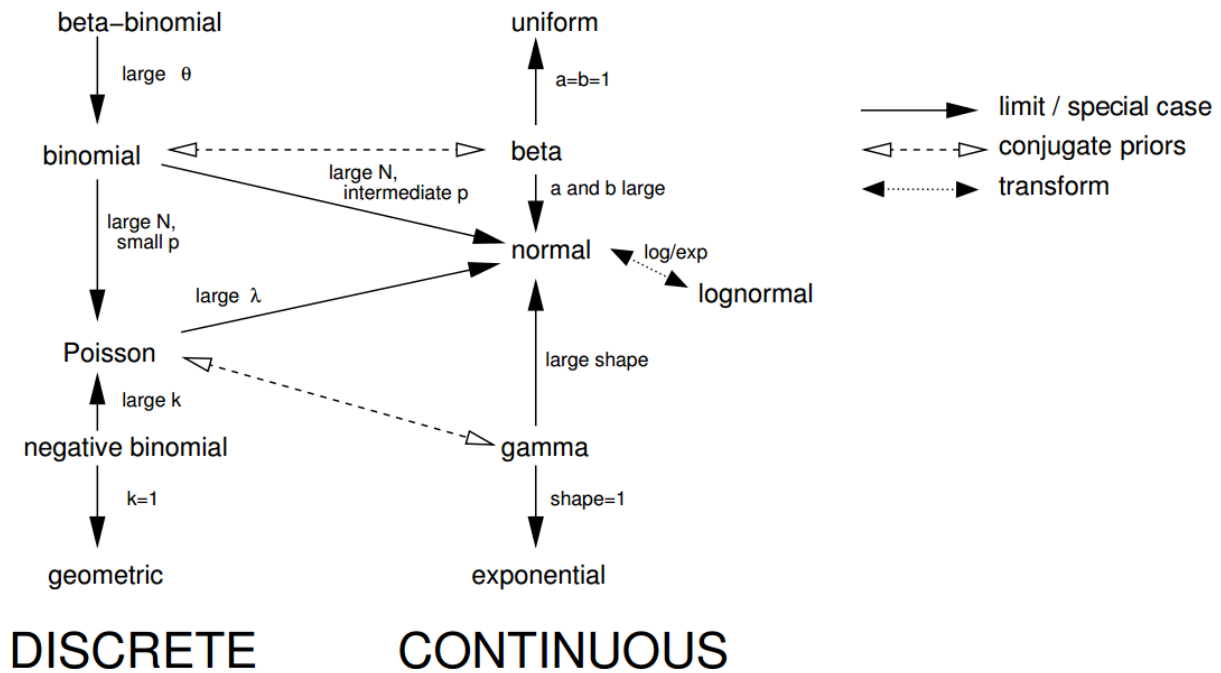 beta−binomial
uniform
large θ
a=b=1
limit / special case
binomial
beta
conjugate priors
large N,
intermediate p
a and b large
transform
large N,
small p
normal
log/exp
lognormal
large λ
Poisson
large shape
large k
negative binomial
gamma
k=1
shape=1
geometric
exponential
DISCRETE
CONTINUOUS